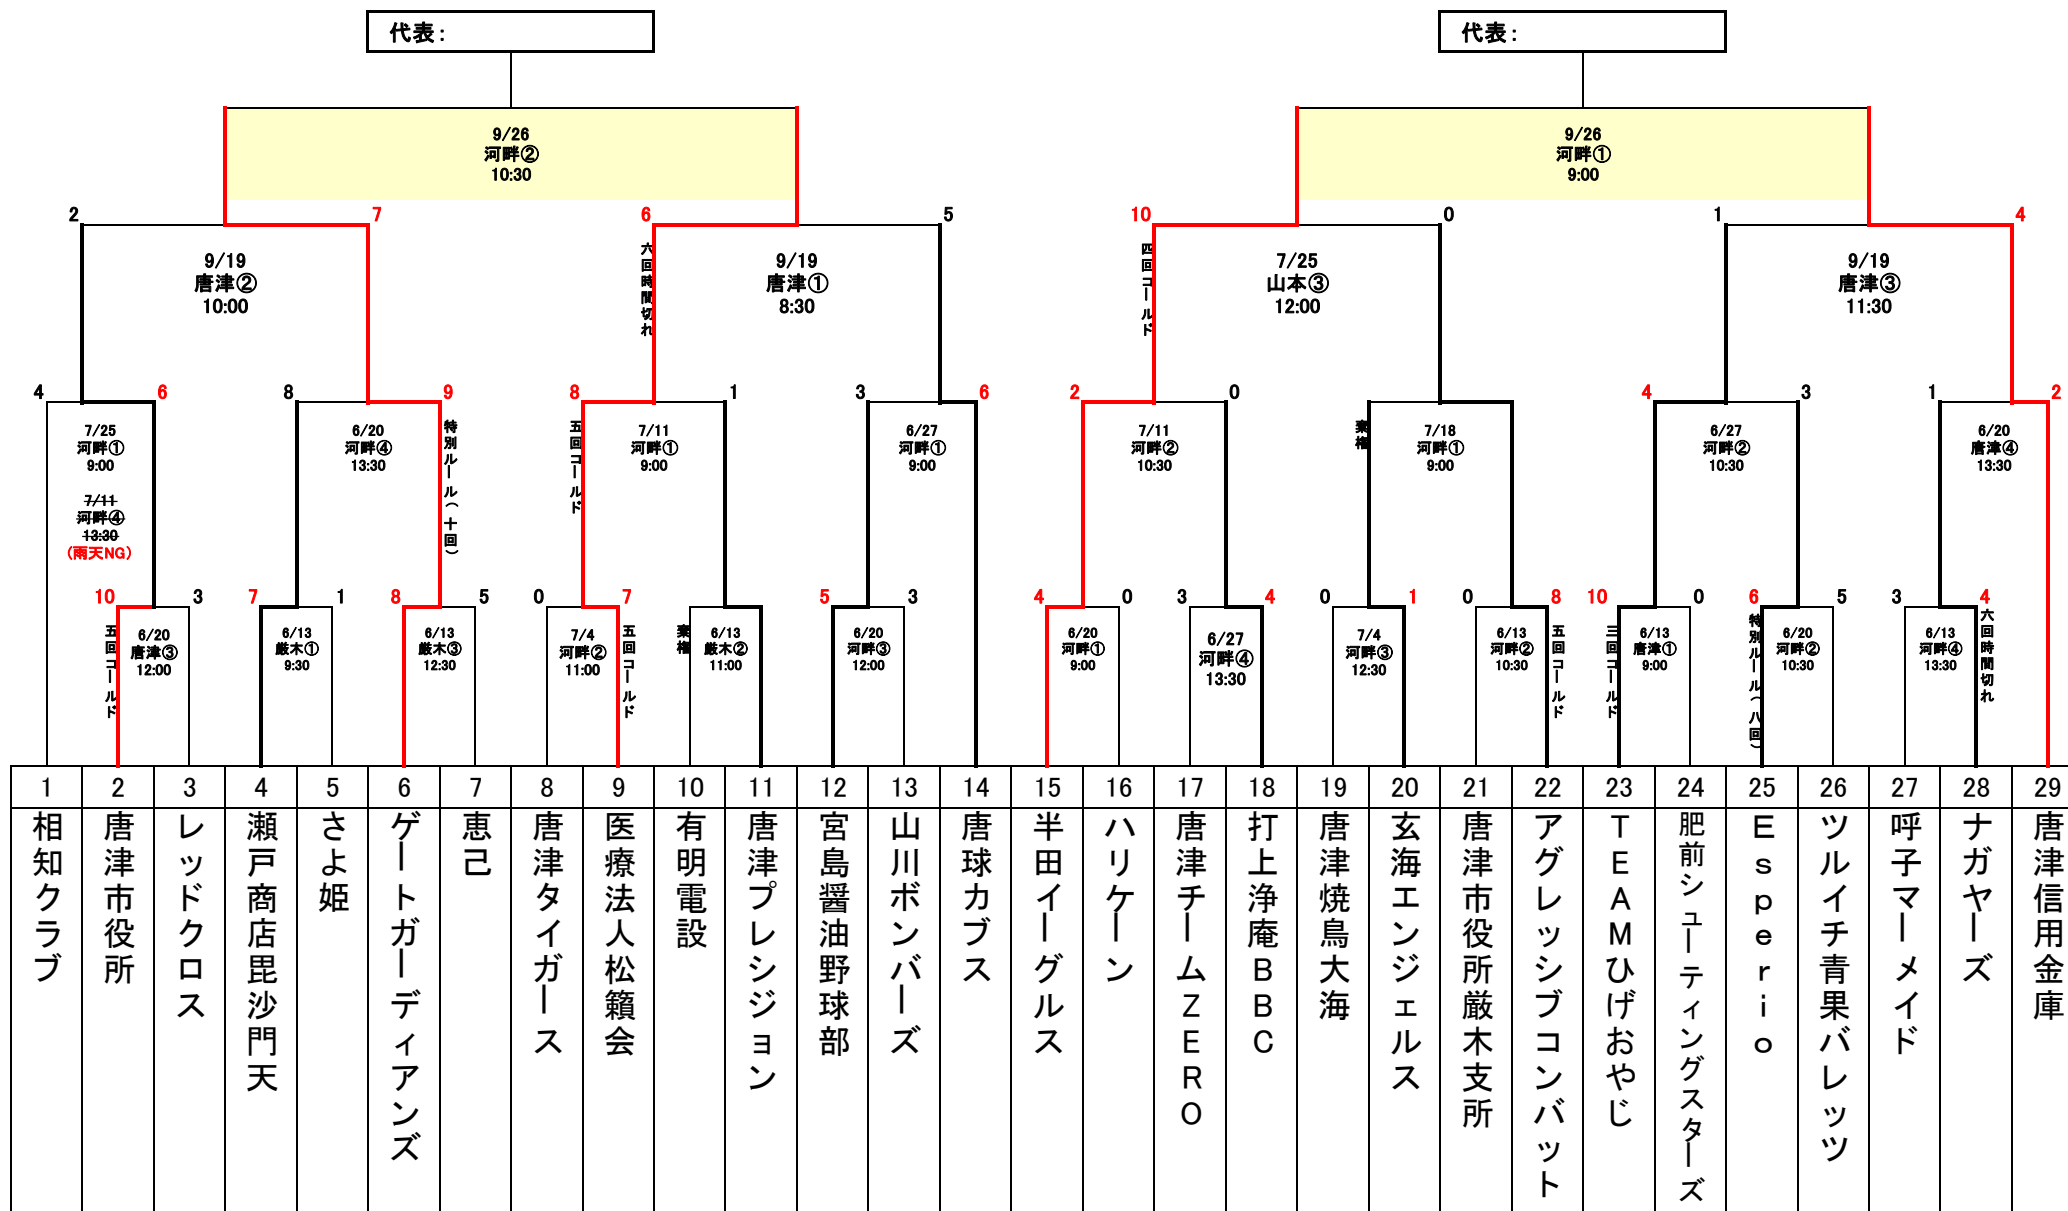 代表：
代表：
9/26
河畔②
10:30
9/26
河畔①
9:00
2
7
6
5
10
0
1
4
9/19
唐津②
10:00
六回時間切れ
9/19
唐津①
8:30
四回コールド
7/25
山本③
12:00
9/19
唐津③
11:30
4
6
8
9
8
1
3
6
2
0
4
3
1
2
7/25
河畔①
9:00
7/11
河畔④
13:30
(雨天NG)
6/20
河畔④
13:30
特別ルール(十回)
五回コールド
7/11
河畔①
9:00
6/27
河畔①
9:00
7/11
河畔②
10:30
棄権
7/18
河畔①
9:00
6/27
河畔②
10:30
6/20
唐津④
13:30
10
3
7
1
8
5
0
7
5
3
4
0
3
4
0
1
0
8
10
0
6
5
3
4
五回コールド
6/20
唐津③
12:00
6/13
厳木①
9:30
6/13
厳木③
12:30
7/4
河畔②
11:00
五回コールド
棄権
6/13
厳木②
11:00
6/20
河畔③
12:00
6/20
河畔①
9:00
6/27
河畔④
13:30
7/4
河畔③
12:30
6/13
河畔②
10:30
五回コールド
三回コールド
6/13
唐津①
9:00
特別ルール(八回)
6/20
河畔②
10:30
6/13
河畔④
13:30
六回時間切れ
1 2 3 4 5 6 7 8 9 10 11 12 13 14 15 16 17 18 19 20 21 22 23 24 25 26 27 28 29
相知クラブ
唐津市役所
レッドクロス
瀬戸商店毘沙門天
さよ姫
ゲートガーディアンズ
恵己
唐津タイガース
医療法人松籟会
有明電設
唐津プレシジョン
宮島醤油野球部
山川ボンバーズ
唐球カブス
半田イーグルス
ハリケーン
唐津チームZERO
打上浄庵BBC
唐津焼鳥大海
玄海エンジェルス
唐津市役所厳木支所
アグレッシブコンバット
TEAMひげおやじ
肥前シューティングスターズ
Esperio
ツルイチ青果バレッツ
呼子マーメイド
ナガヤーズ
唐津信用金庫